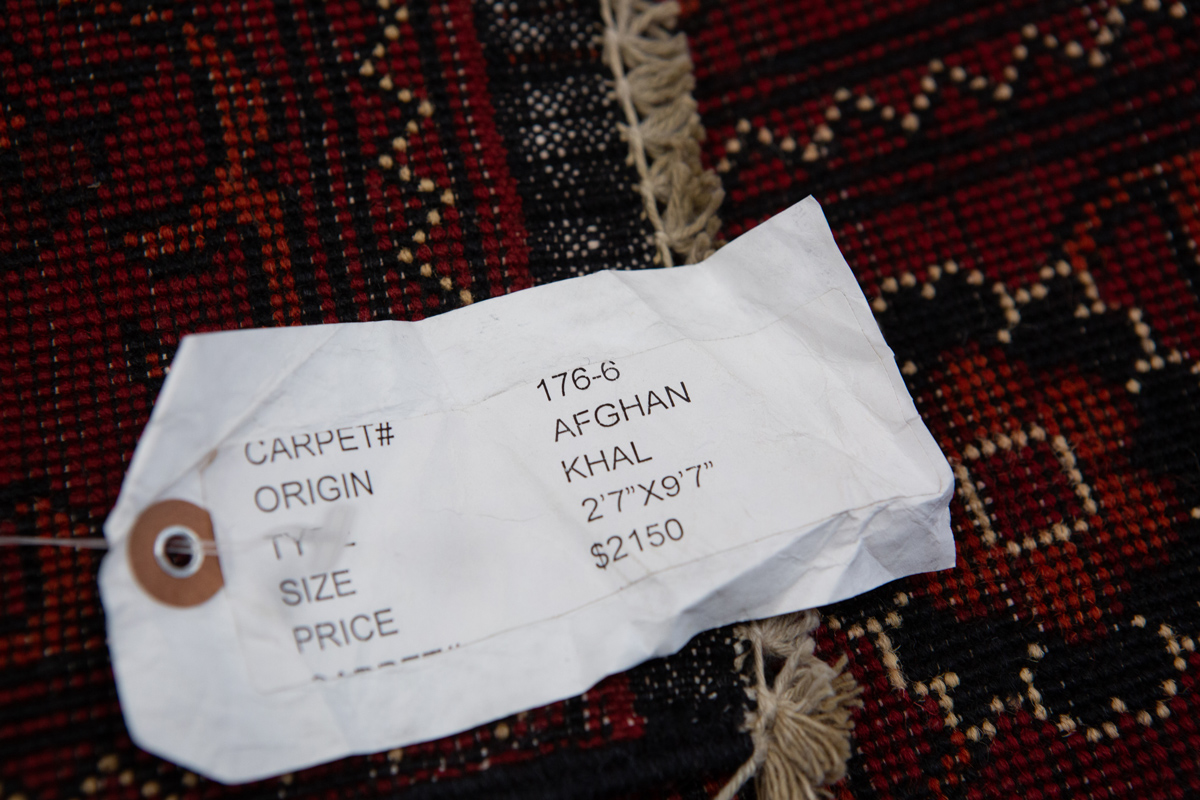 CARPET# 176-6
ORIGIN AFGHAN
KHAL
SIZE 2'7"X9'7"
PRICE $2150